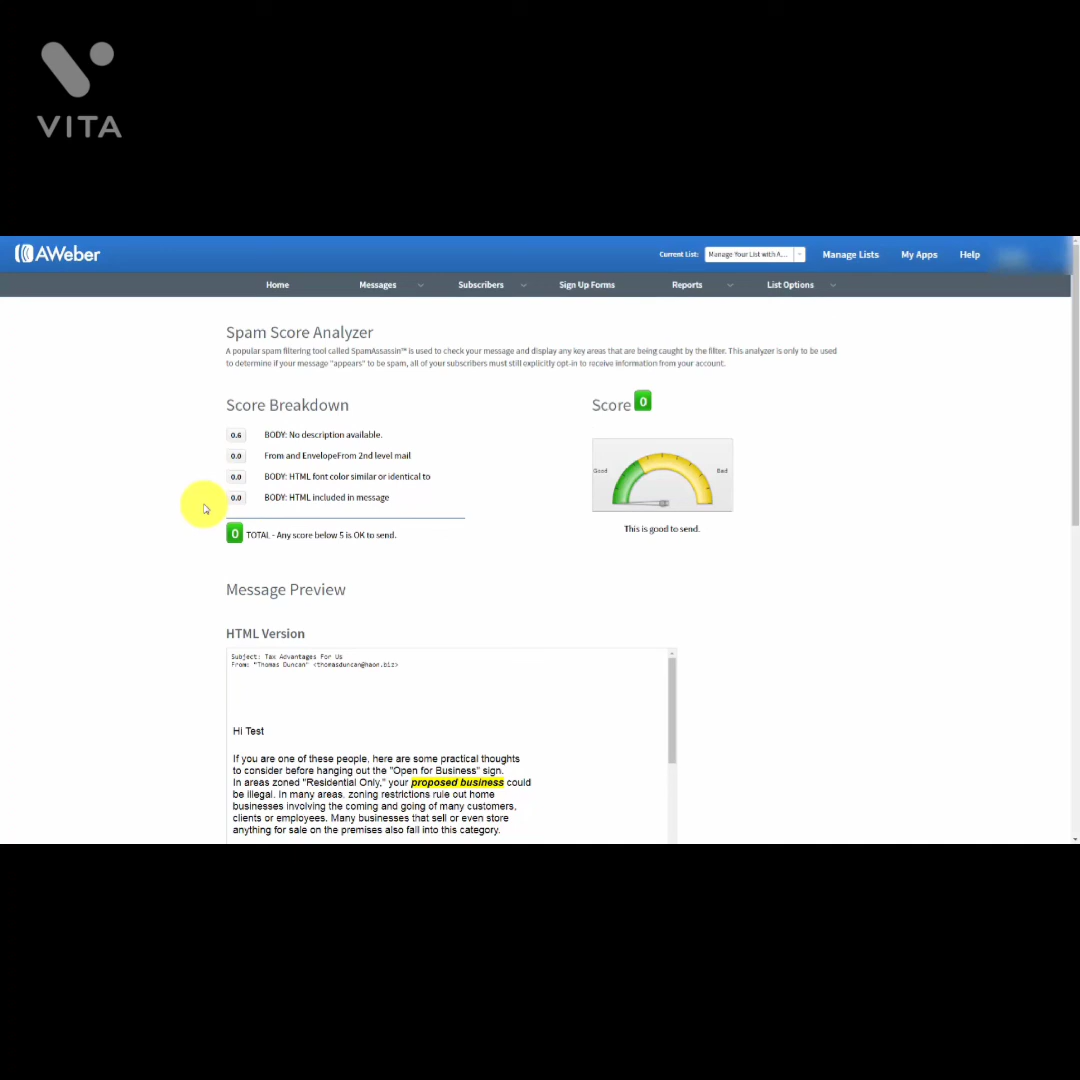 VITA
AWeber
Current List: Manage Your List with A... Manage Lists My Apps Help
Home Messages Subscribers Sign Up Forms Reports List Options
Spam Score Analyzer
A popular spam filtering tool called SpamAssassin™ is used to check your message and display any key areas that are being caught by the filter. This analyzer is only to be used
to determine if your message "appears" to be spam, all of your subscribers must still explicitly opt-in to receive information from your account.
Score Breakdown
0.6 BODY: No description available.
0.0 From and EnvelopeFrom 2nd level mail
0.0 BODY: HTML font color similar or identical to
0.0 BODY: HTML included in message
0 TOTAL - Any score below 5 is OK to send.
Score 0
Good Bad
This is good to send.
Message Preview
HTML Version
Subject: Tax Advantages For Us
From: "Thomas Duncan" <thomasduncan@haon.biz>
Hi Test
If you are one of these people, here are some practical thoughts
to consider before hanging out the "Open for Business" sign.
In areas zoned "Residential Only," your proposed business could
be illegal. In many areas, zoning restrictions rule out home
businesses involving the coming and going of many customers,
clients or employees. Many businesses that sell or even store
anything for sale on the premises also fall into this category.